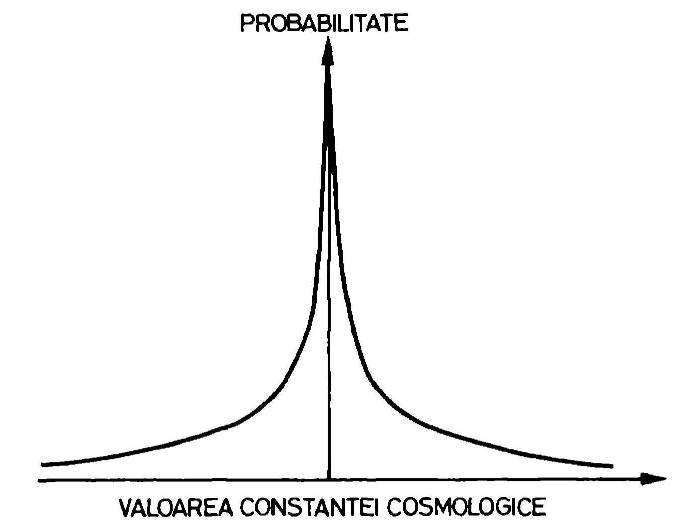 PROBABILITATE
VALOAREA CONSTANTEI COSMOLOGICE